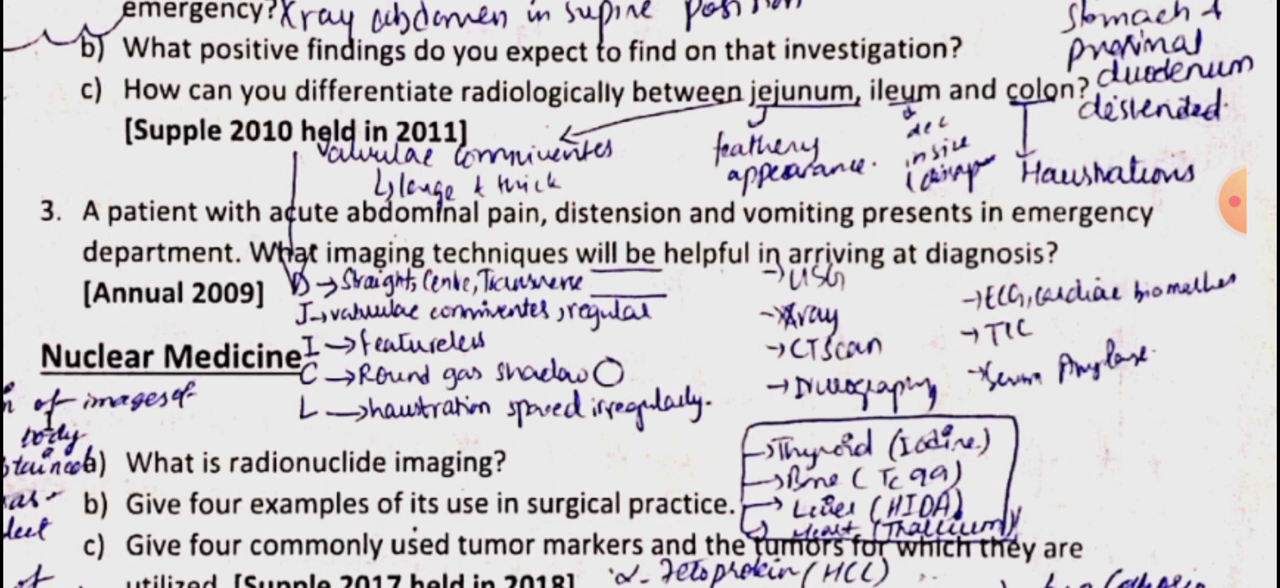 emergency? Xray abdomen in supine position
b) What positive findings do you expect to find on that investigation?
Stomach &
proximal
duodenum
distended.
c) How can you differentiate radiologically between jejunum, ileum and colon?
[Supple 2010 held in 2011]
Valvulae Conniventes
↳ large & thick
feathery
appearance.
Haustrations
3. A patient with acute abdominal pain, distension and vomiting presents in emergency
department. What imaging techniques will be helpful in arriving at diagnosis?
[Annual 2009]
→ Straight, Centre, Transverse
J → valvulae conniventes, regular
I → featureless
C → Round gas shadow O
L → haustration spaced irregularly.
→ USG
→ Xray
→ CT Scan
→ ECG, cardiac biomarker
→ TLC
→ Serum Amylase.
Nuclear Medicine
of images of
body
a) What is radionuclide imaging?
b) Give four examples of its use in surgical practice.
→ Thyroid (Iodine)
→ Bone (Tc 99)
→ Liver (HIDA)
→ Heart (Thallium)
c) Give four commonly used tumor markers and the tumors for which they are
utilized. [Supple 2017 held in 2018]
α- Fetoprotein (HCC)